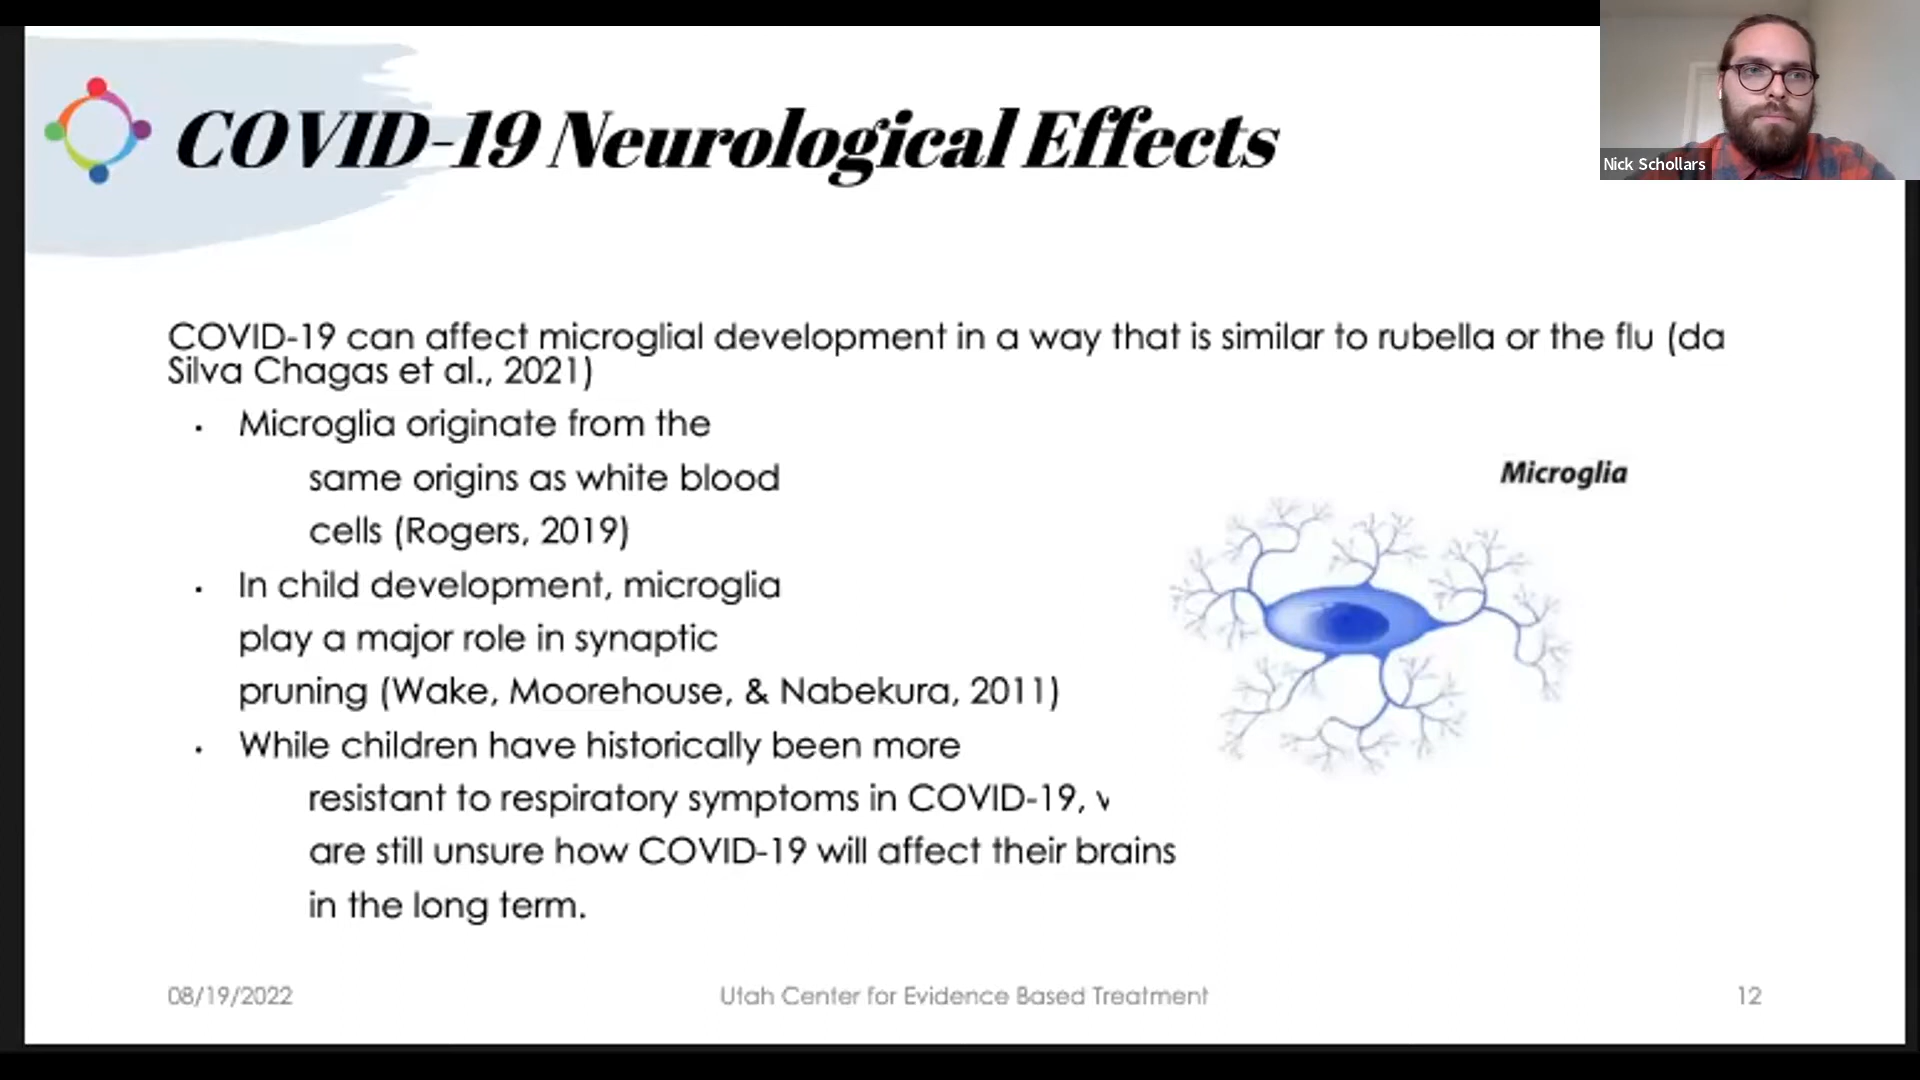 COVID-19 Neurological Effects
Nick Schollars
COVID-19 can affect microglial development in a way that is similar to rubella or the flu (da
Silva Chagas et al., 2021)
• Microglia originate from the
same origins as white blood
cells (Rogers, 2019)
• In child development, microglia
play a major role in synaptic
pruning (Wake, Moorehouse, & Nabekura, 2011)
• While children have historically been more
resistant to respiratory symptoms in COVID-19,
are still unsure how COVID-19 will affect their brains
in the long term.
Microglia
08/19/2022
Utah Center for Evidence Based Treatment
12